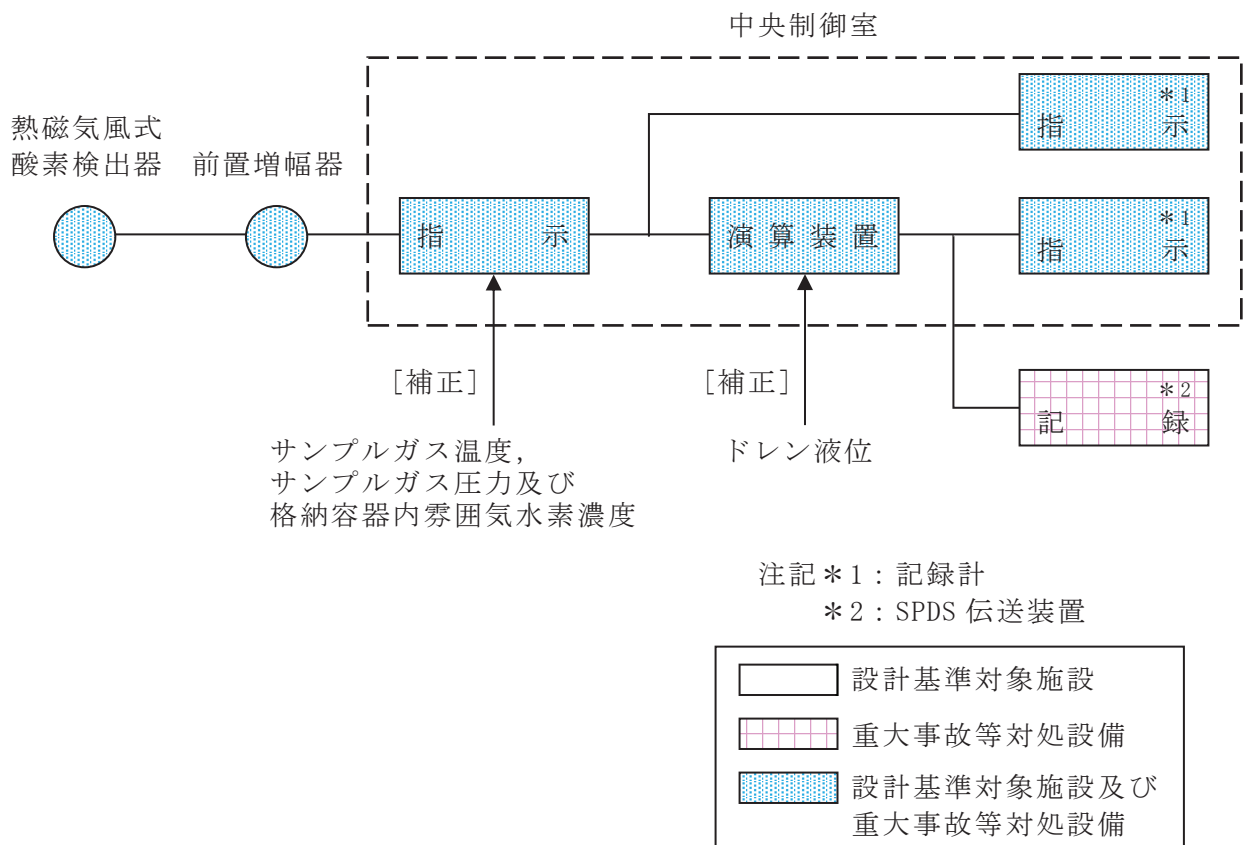 中央制御室
熱磁気風式
酸素検出器
前置増幅器
指示
演算装置
指示
*1
指示
*1
記録
*2
[補正]
[補正]
サンプルガス温度,
サンプルガス圧力及び
格納容器内雰囲気水素濃度
ドレン液位
注記*1:記録計
*2:SPDS 伝送装置
設計基準対象施設
重大事故等対処設備
設計基準対象施設及び
重大事故等対処設備